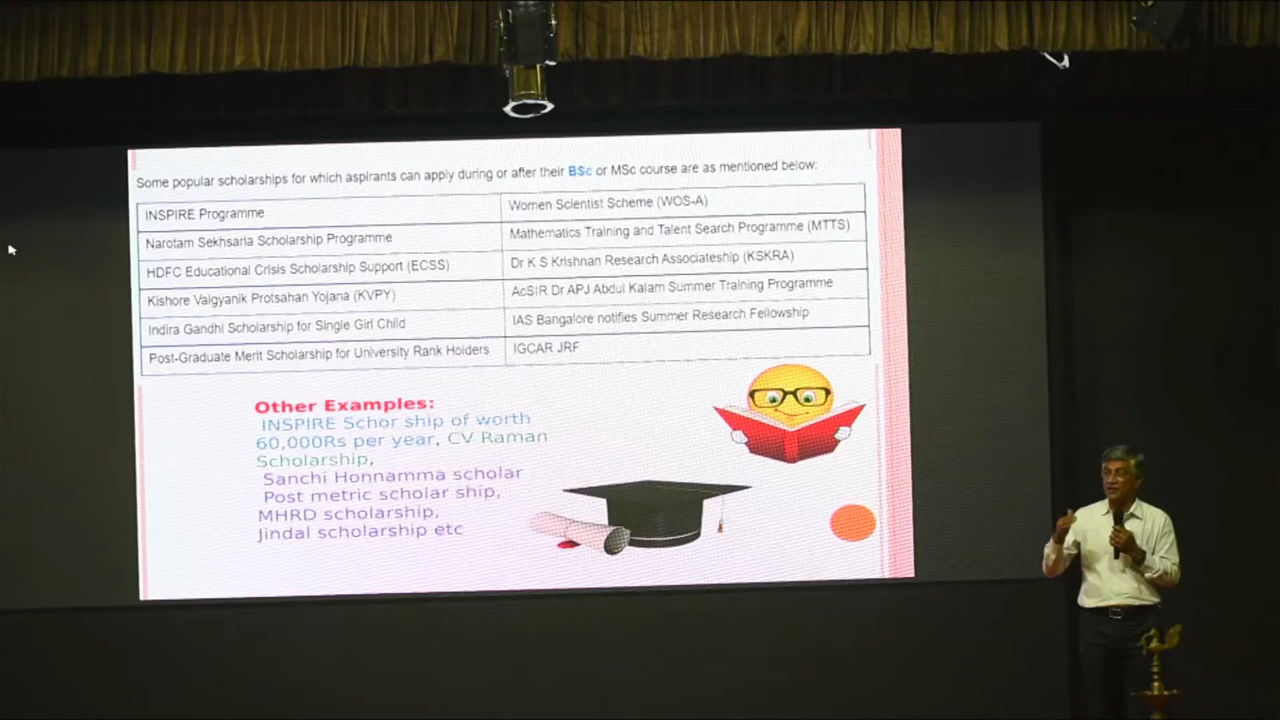 Some popular scholarships for which aspirants can apply during or after their BSc or MSc course are as mentioned below:
INSPIRE Programme
Women Scientist Scheme (WOS-A)
Narotam Sekhsaria Scholarship Programme
Mathematics Training and Talent Search Programme (MTTS)
HDFC Educational Crisis Scholarship Support (ECSS)
Dr K S Krishnan Research Associateship (KSKRA)
Kishore Vaigyanik Protsahan Yojana (KVPY)
AcSIR Dr APJ Abdul Kalam Summer Training Programme
Indira Gandhi Scholarship for Single Girl Child
IAS Bangalore notifies Summer Research Fellowship
Post-Graduate Merit Scholarship for University Rank Holders
IGCAR JRF
Other Examples:
INSPIRE Schor ship of worth
60,000Rs per year, CV Raman
Scholarship,
Sanchi Honnamma scholar
Post metric scholar ship,
MHRD scholarship,
Jindal scholarship etc